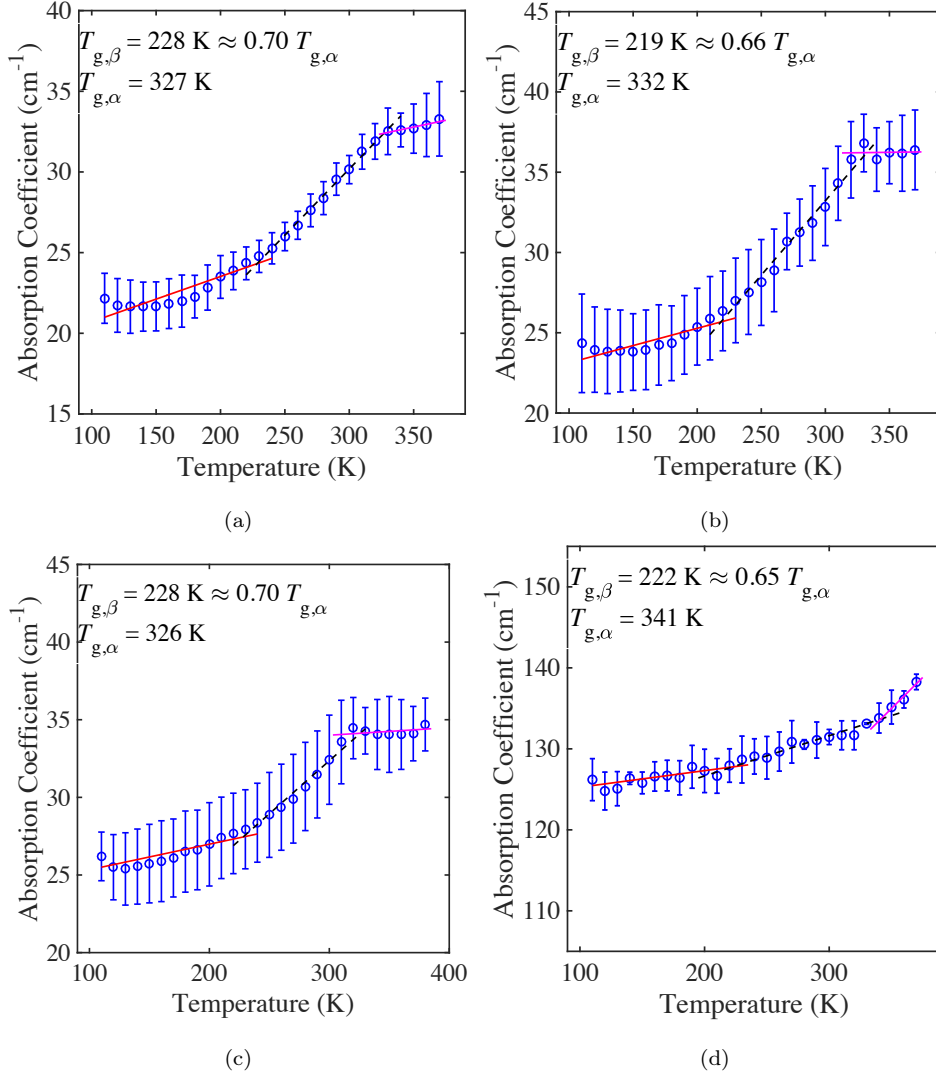 T_g,β = 228 K ≈ 0.70 T_g,α
T_g,α = 327 K
40
35
30
25
20
15
100 150 200 250 300 350
Temperature (K)
Absorption Coefficient (cm⁻¹)
(a)
T_g,β = 219 K ≈ 0.66 T_g,α
T_g,α = 332 K
45
40
35
30
25
20
100 150 200 250 300 350
Temperature (K)
Absorption Coefficient (cm⁻¹)
(b)
T_g,β = 228 K ≈ 0.70 T_g,α
T_g,α = 326 K
45
40
35
30
25
20
100 200 300 400
Temperature (K)
Absorption Coefficient (cm⁻¹)
(c)
T_g,β = 222 K ≈ 0.65 T_g,α
T_g,α = 341 K
150
140
130
120
110
100 200 300
Temperature (K)
Absorption Coefficient (cm⁻¹)
(d)